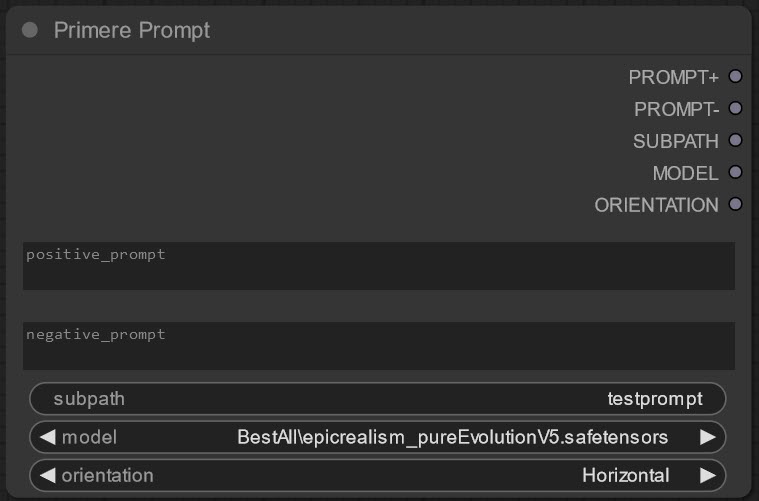 Primere Prompt
PROMPT+
PROMPT-
SUBPATH
MODEL
ORIENTATION
positive_prompt
negative_prompt
subpath testprompt
model BestAll\epicrealism_pureEvolutionV5.safetensors
orientation Horizontal